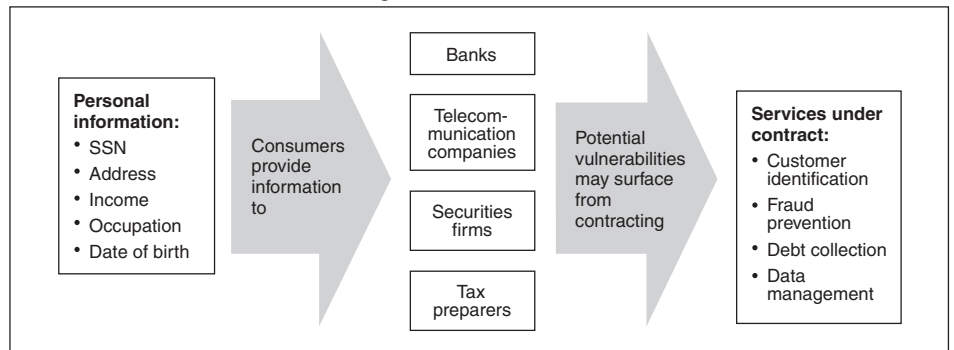 Personal
information:
• SSN
• Address
• Income
• Occupation
• Date of birth
Consumers
provide
information
to
Banks
Telecom-
munication
companies
Securities
firms
Tax
preparers
Potential
vulnerabilities
may surface
from
contracting
Services under
contract:
• Customer
identification
• Fraud
prevention
• Debt collection
• Data
management